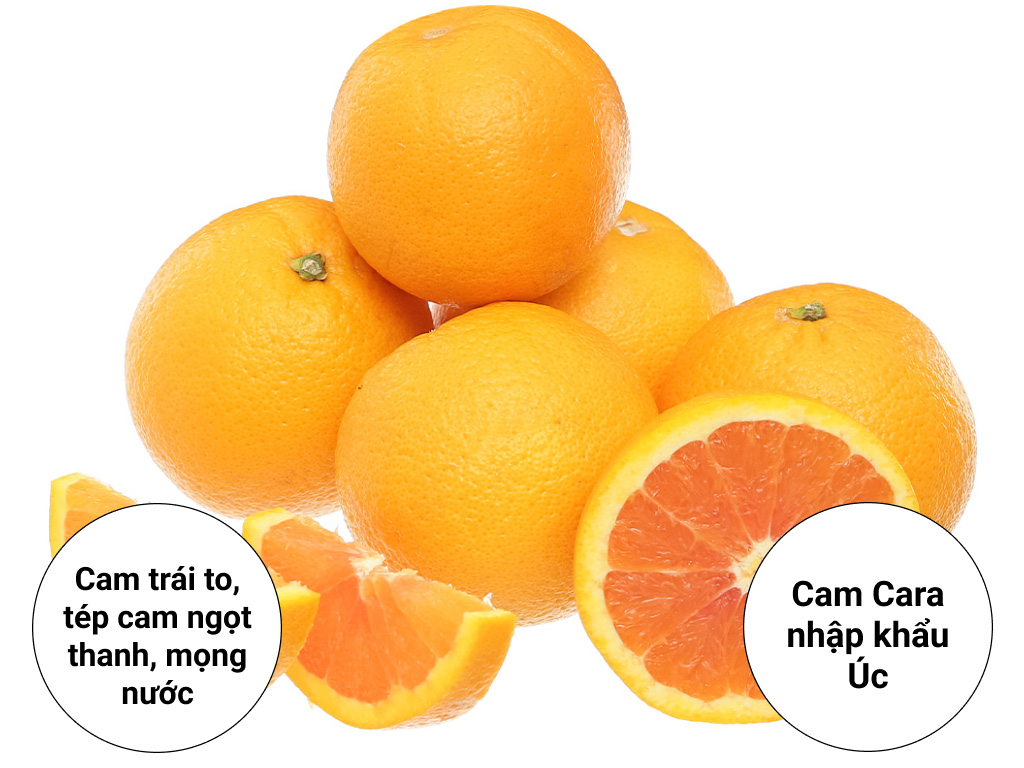 Cam trái to,
tép cam ngọt
thanh, mọng
nước
Cam Cara
nhập khẩu
Úc